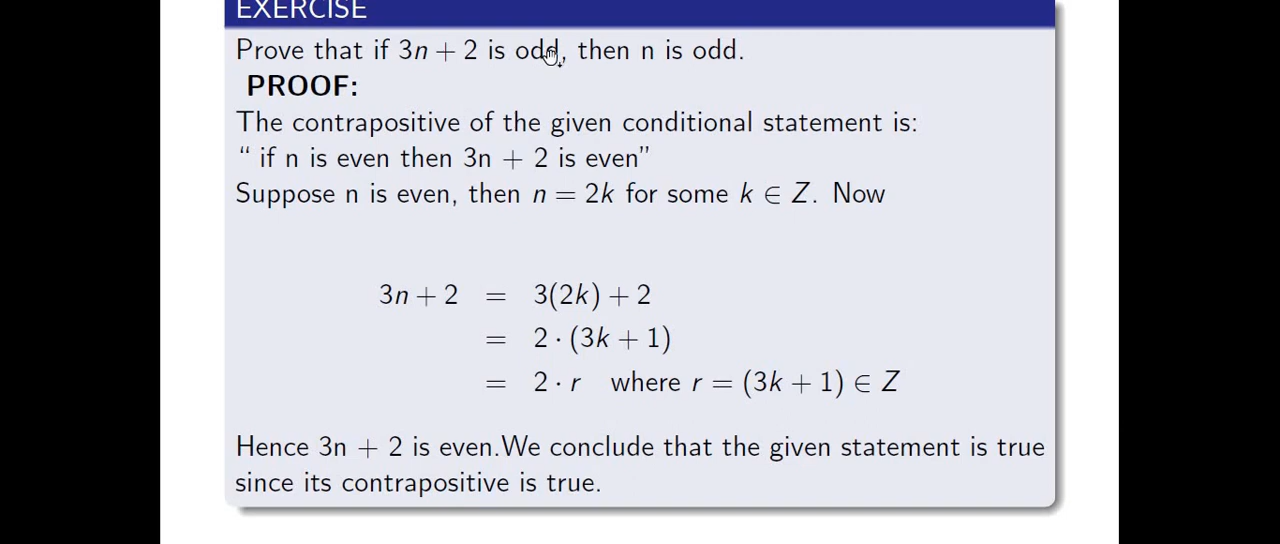 EXERCISE
Prove that if 3n + 2 is odd, then n is odd.
PROOF:
The contrapositive of the given conditional statement is:
“ if n is even then 3n + 2 is even”
Suppose n is even, then n = 2k for some k ∈ Z. Now
3n + 2 = 3(2k) + 2
= 2 · (3k + 1)
= 2 · r where r = (3k + 1) ∈ Z
Hence 3n + 2 is even.We conclude that the given statement is true
since its contrapositive is true.